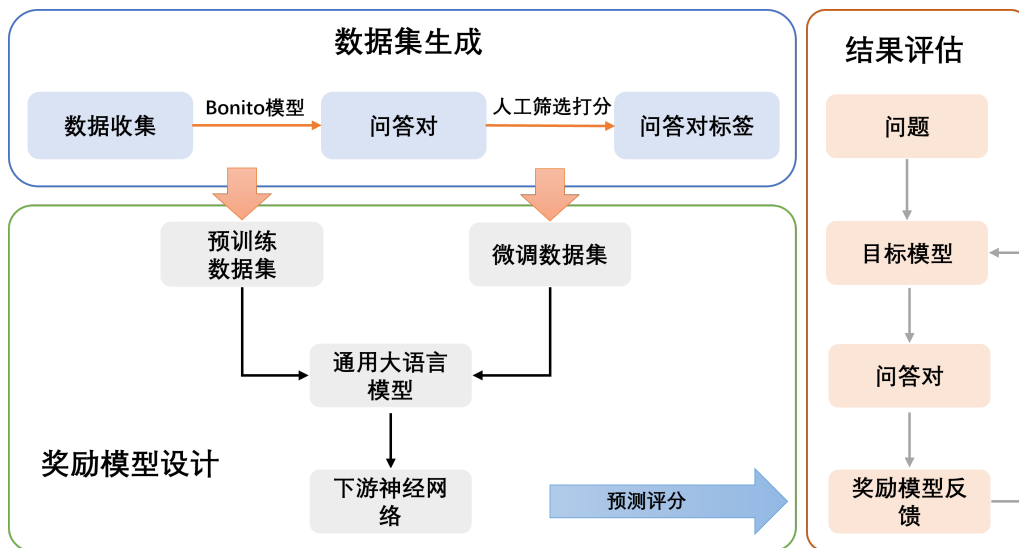 数据集生成
数据收集
Bonito模型
问答对
人工筛选打分
问答对标签
预训练
数据集
微调数据集
通用大语言
模型
奖励模型设计
下游神经网
络
预测评分
结果评估
问题
目标模型
问答对
奖励模型反
馈